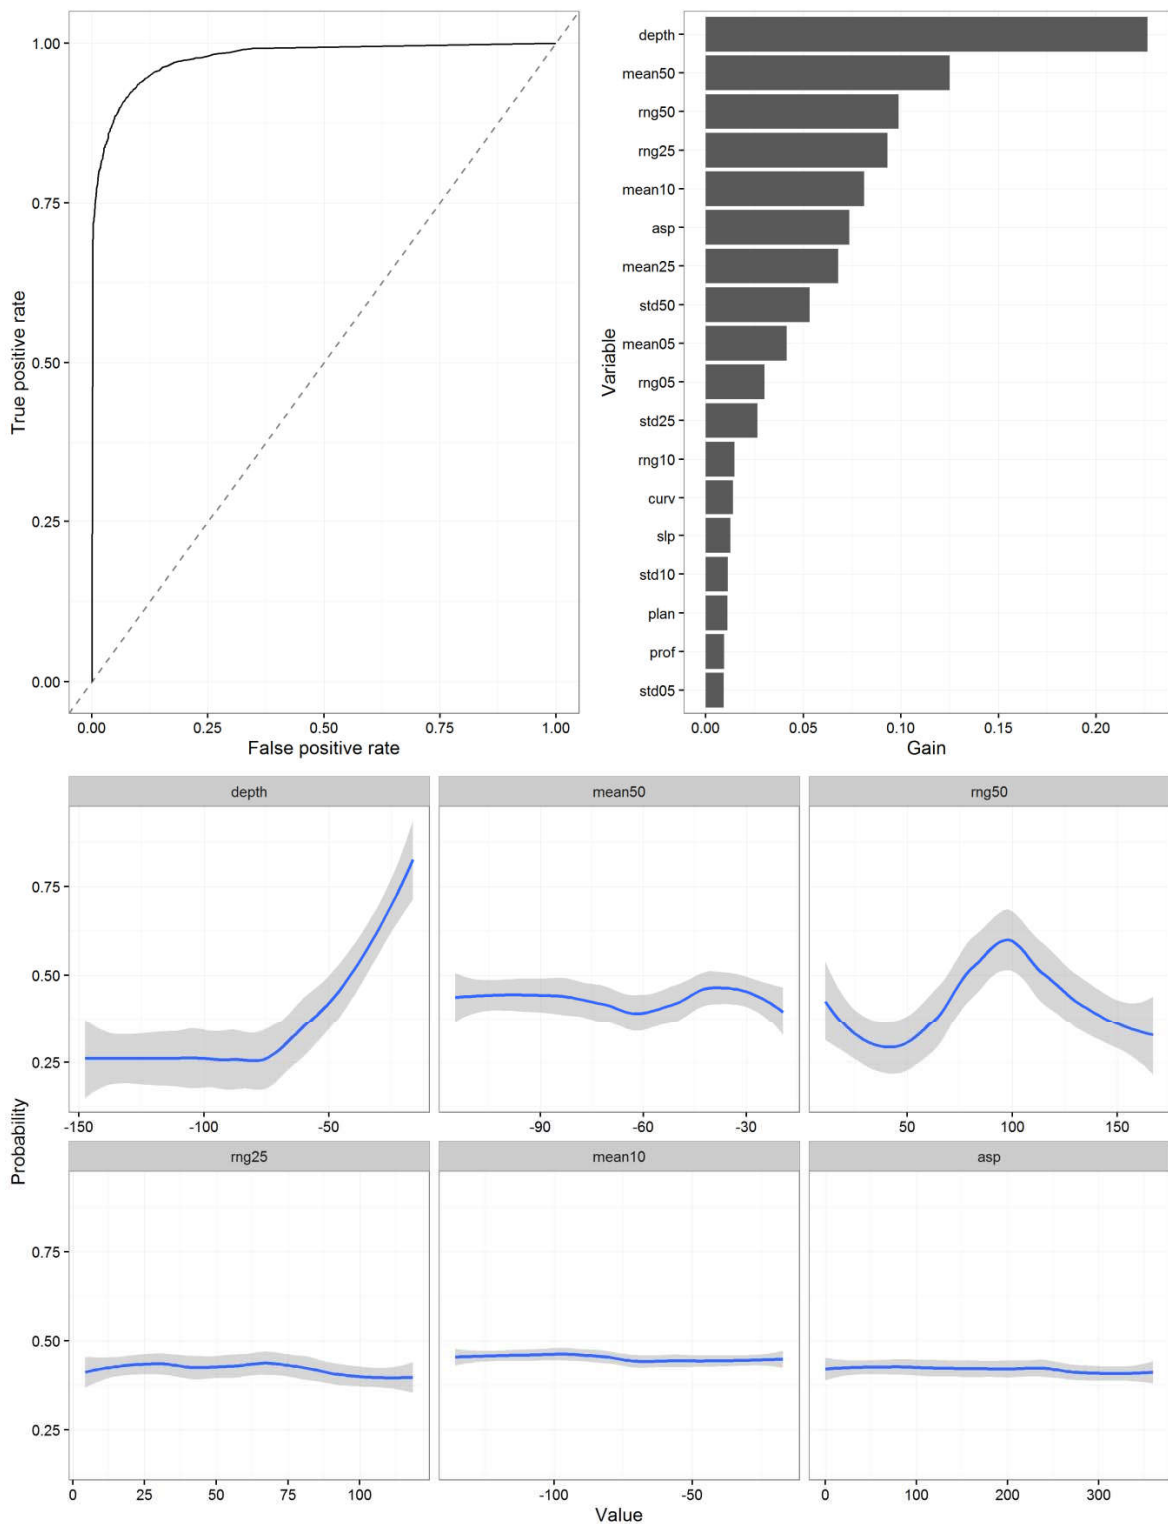 1.00
0.75
0.50
0.25
0.00
True positive rate
0.00 0.25 0.50 0.75 1.00
False positive rate
depth
mean50
rng50
rng25
mean10
asp
mean25
std50
mean05
rng05
std25
rng10
curv
slp
std10
plan
prof
std05
Variable
0.00 0.05 0.10 0.15 0.20
Gain
depth mean50 rng50
0.75
0.50
0.25
-150 -100 -50 -90 -60 -30 50 100 150
Probability
rng25 mean10 asp
0.75
0.50
0.25
0 25 50 75 100 -100 -50 0 100 200 300
Value